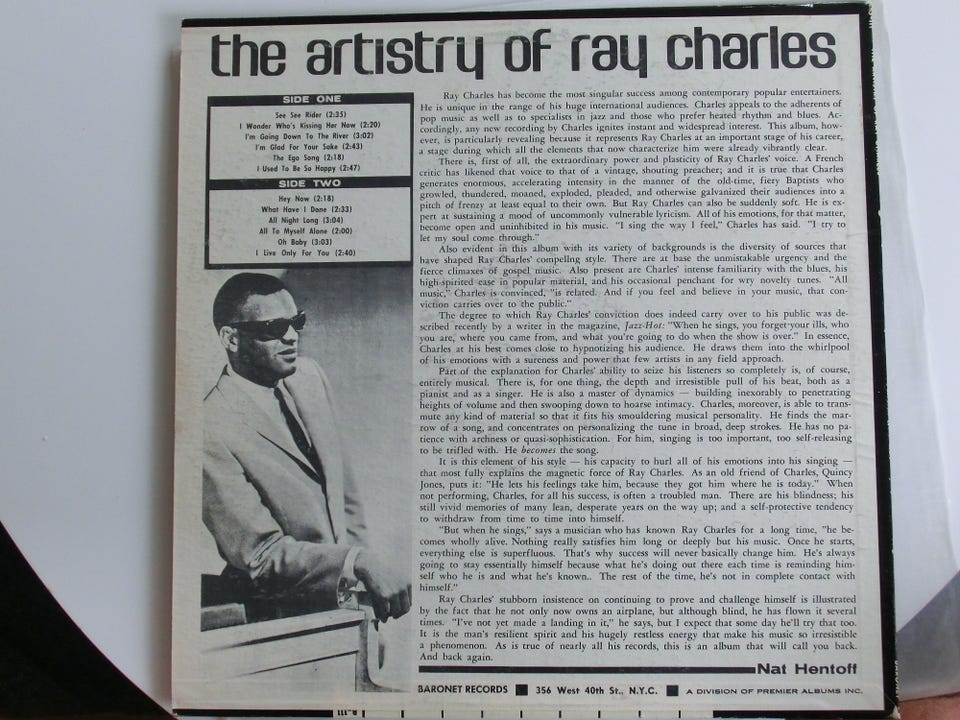 the artistry of ray charles
SIDE ONE
See See Rider (2:35)
I Wonder Who's Kissing Her Now (2:20)
I'm Going Down To The River (3:02)
I'm Glad For Your Sake (2:43)
The Ego Song (2:18)
I Used To Be So Happy (2:47)
SIDE TWO
Hey Now (2:18)
What Have I Done (2:33)
All Night Long (3:04)
All To Myself Alone (2:00)
Oh Baby (3:03)
I Live Only For You (2:40)
Ray Charles has become the most singular success among contemporary popular entertainers.
He is unique in the range of his huge international audiences. Charles appeals to the adherents of
pop music as well as to specialists in jazz and those who prefer heated rhythm and blues. Ac-
cordingly, any new recording by Charles ignites instant and widespread interest. This album, how-
ever, is particularly revealing because it represents Ray Charles at an important stage of his career,
a stage during which all the elements that now characterize him were already vibrantly clear.
There is, first of all, the extraordinary power and plasticity of Ray Charles' voice. A French
critic has likened that voice to that of a vintage, shouting preacher; and it is true that Charles
generates enormous, accelerating intensity in the manner of the old-time, fiery Baptists who
growled, thundered, moaned, exploded, pleaded, and otherwise galvanized their audiences into a
pitch of frenzy at least equal to their own. But Ray Charles can also be suddenly soft. He is ex-
pert at sustaining a mood of uncommonly vulnerable lyricism. All of his emotions, for that matter,
become open and uninhibited in his music. "I sing the way I feel," Charles has said. "I try to
let my soul come through."
Also evident in this album with its variety of backgrounds is the diversity of sources that
have shaped Ray Charles' compelling style. There are at base the unmistakable urgency and the
fierce climaxes of gospel music. Also present are Charles' intense familiarity with the blues, his
high-spirited ease in popular material, and his occasional penchant for wry novelty tunes. "All
music," Charles is convinced, "is related. And if you feel and believe in your music, that con-
viction carries over to the public."
The degree to which Ray Charles' conviction does indeed carry over to his public was de-
scribed recently by a writer in the magazine, Jazz-Hot: "When he sings, you forget your ills, who
you are, where you came from, and what you're going to do when the show is over." In essence,
Charles at his best comes close to hypnotizing his audience. He draws them into the whirlpool
of his emotions with a sureness and power that few artists in any field approach.
Part of the explanation for Charles' ability to seize his listeners so completely is, of course,
entirely musical. There is, for one thing, the depth and irresistible pull of his beat, both as a
pianist and as a singer. He is also a master of dynamics — building inexorably to penetrating
heights of volume and then swooping down to hoarse intimacy. Charles, moreover, is able to trans-
mute any kind of material so that it fits his smouldering musical personality. He finds the mar-
row of a song, and concentrates on personalizing the tune in broad, deep strokes. He has no pa-
tience with archness or quasi-sophistication. For him, singing is too important, too self-releasing
to be trifled with. He becomes the song.
It is this element of his style — his capacity to hurl all of his emotions into his singing —
that most fully explains the magnetic force of Ray Charles. As an old friend of Charles, Quincy
Jones, puts it: "He lets his feelings take him, because they got him where he is today." When
not performing, Charles, for all his success, is often a troubled man. There are his blindness; his
still vivid memories of many lean, desperate years on the way up; and a self-protective tendency
to withdraw from time to time into himself.
"But when he sings," says a musician who has known Ray Charles for a long time, "he be-
comes wholly alive. Nothing really satisfies him long or deeply but his music. Once he starts,
everything else is superfluous. That's why success will never basically change him. He's always
going to stay essentially himself because what he's doing out there each time is reminding him-
self who he is and what he's known.. The rest of the time, he's not in complete contact with
himself."
Ray Charles' stubborn insistence on continuing to prove and challenge himself is illustrated
by the fact that he not only now owns an airplane, but although blind, he has flown it several
times. "I've not yet made a landing in it," he says, but I expect that some day he'll try that too.
It is the man's resilient spirit and his hugely restless energy that make his music so irresistible
a phenomenon. As is true of nearly all his records, this is an album that will call you back.
And back again.
Nat Hentoff
BARONET RECORDS ■ 356 West 40th St., N.Y.C. ■ A DIVISION OF PREMIER ALBUMS INC.